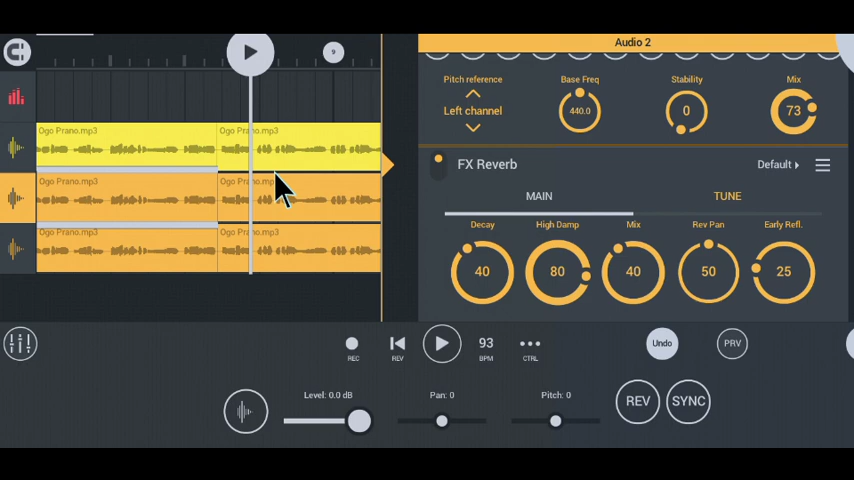 9
Audio 2
Pitch reference
Base Freq
Stability
Mix
Left channel
440.0
0
73
Ogo Prano.mp3
Ogo Prano.mp3
FX Reverb
Default
Ogo Prano.mp3
Ogo Prano.mp3
MAIN
TUNE
Decay
High Damp
Mix
Rev Pan
Early Refl.
Ogo Prano.mp3
Ogo Prano.mp3
40
80
40
50
25
93
Undo
PRV
REC
REV
BPM
CTRL
Level: 0.0 dB
Pan: 0
Pitch: 0
REV
SYNC